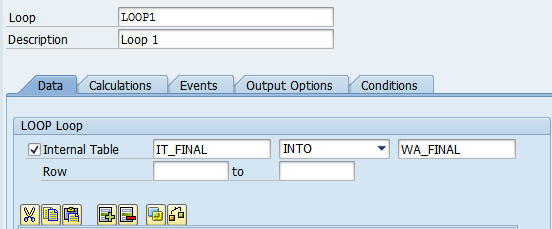 Loop LOOP1
Description Loop 1
Data Calculations Events Output Options Conditions
LOOP Loop
Internal Table IT_FINAL INTO WA_FINAL
Row to